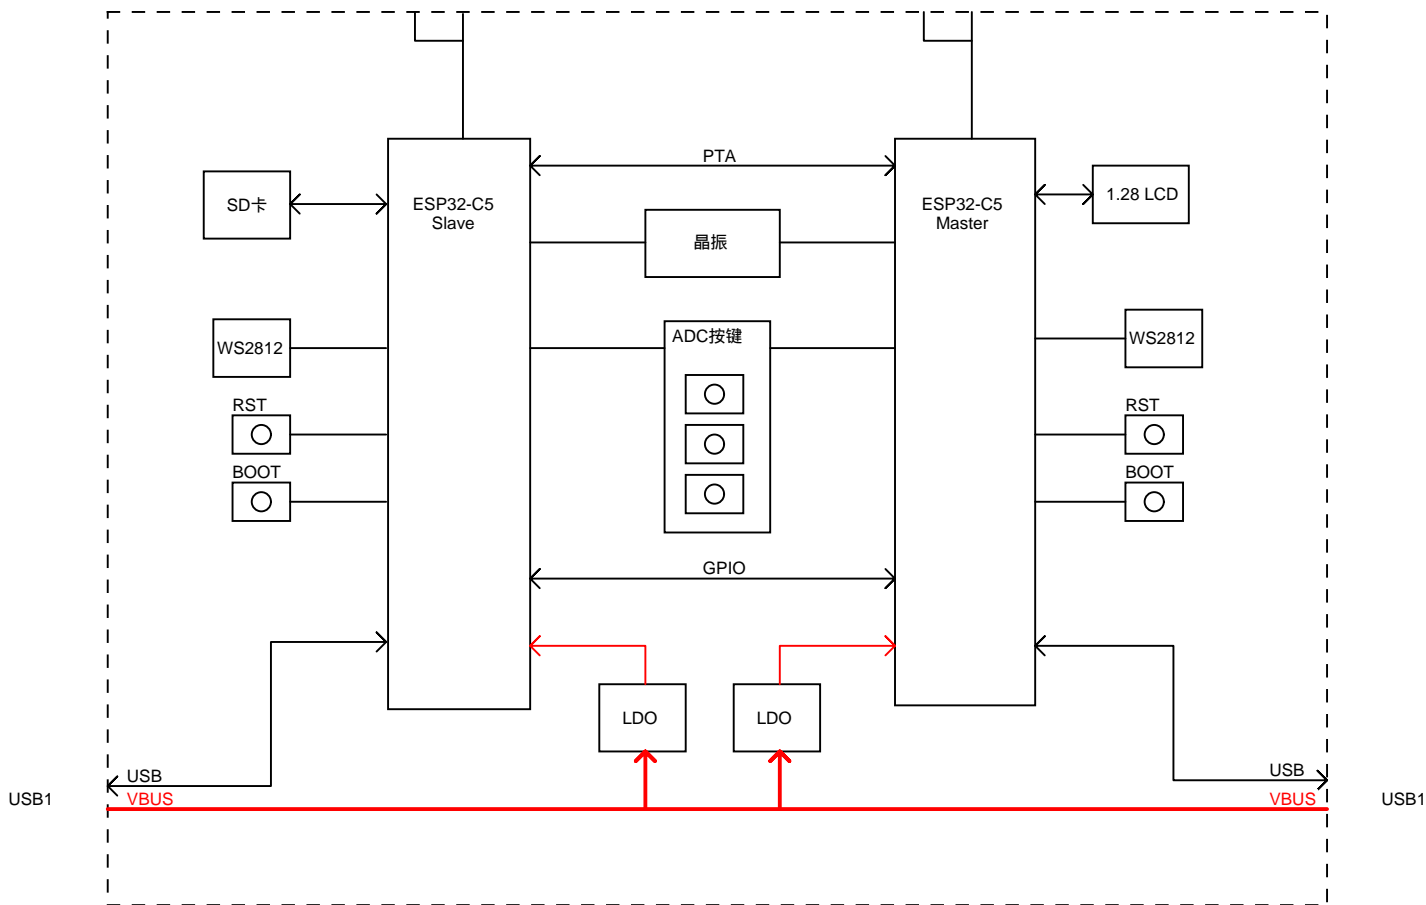 PTA
SD卡
ESP32-C5
Slave
ESP32-C5
Master
1.28 LCD
晶振
WS2812
ADC按键
WS2812
RST
RST
BOOT
BOOT
GPIO
LDO
LDO
USB
USB
USB1
VBUS
VBUS
USB1